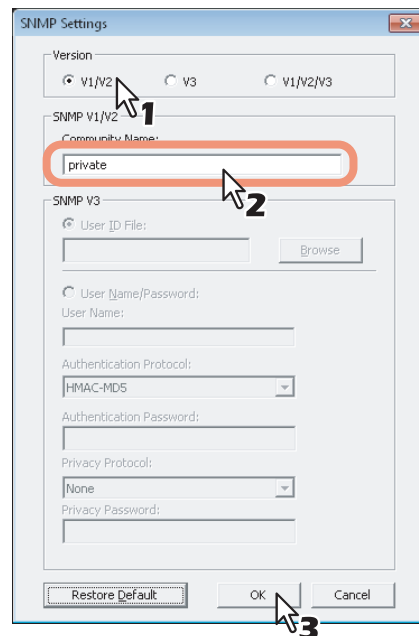 SNMP Settings
Version
V1/V2
V3
V1/V2/V3
1
SNMP V1/V2
Community Name:
private
2
SNMP V3
User ID File:
Browse
User Name/Password:
User Name:
Authentication Protocol:
HMAC-MD5
Authentication Password:
Privacy Protocol:
None
Privacy Password:
Restore Default
OK
Cancel
3